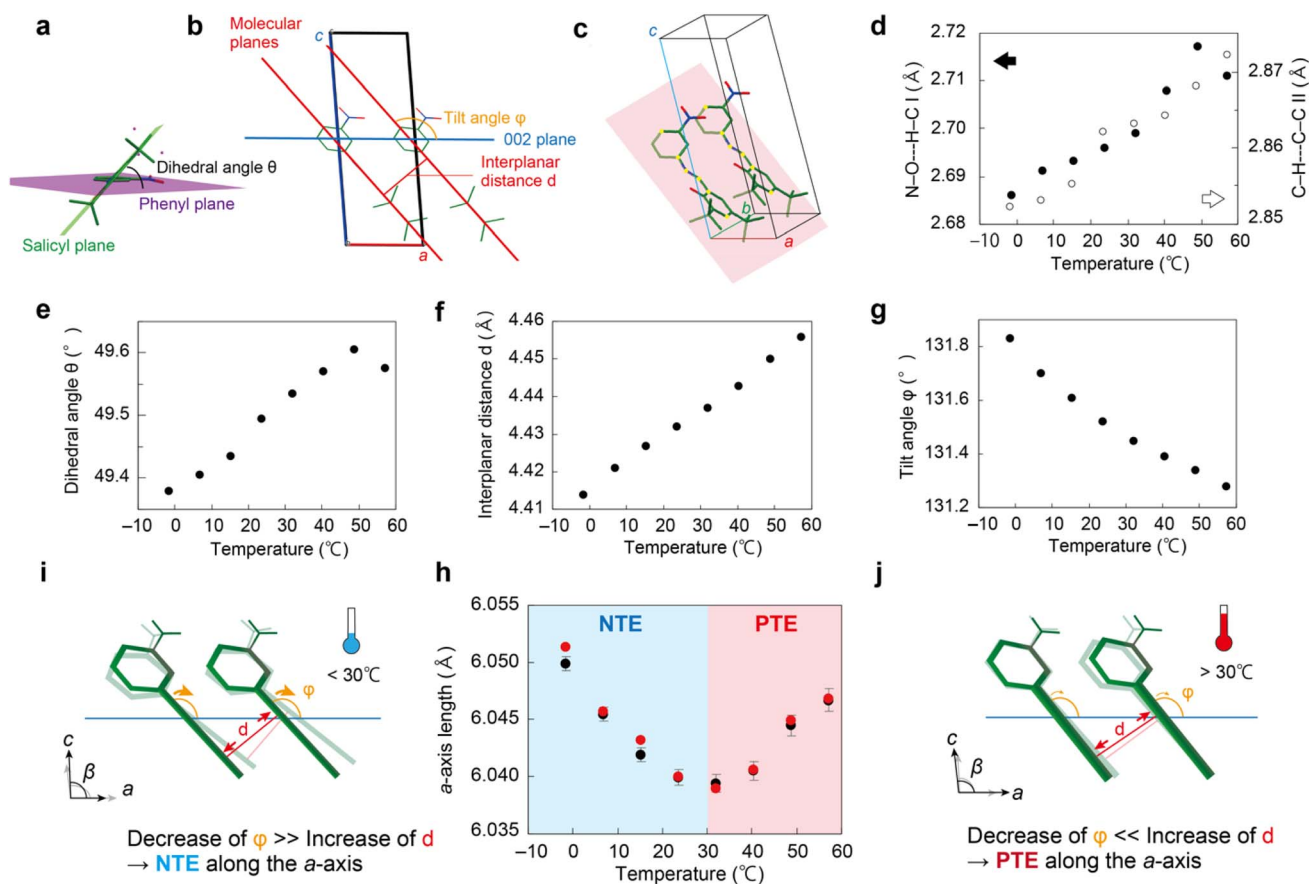 a
Dihedral angle θ
Phenyl plane
Salicyl plane
b
Molecular
planes
c
Tilt angle φ
002 plane
Interplanar
distance d
a
c
c
b
a
d
N–O---H–C I (Å)
2.72
2.71
2.70
2.69
2.68
2.87
2.86
2.85
C–H---C–C II (Å)
–10 0 10 20 30 40 50 60
Temperature (℃)
e
Dihedral angle θ (°)
49.6
49.5
49.4
–10 0 10 20 30 40 50 60
Temperature (℃)
f
Interplanar distance d (Å)
4.46
4.45
4.44
4.43
4.42
4.41
–10 0 10 20 30 40 50 60
Temperature (℃)
g
Tilt angle φ (°)
131.8
131.6
131.4
131.2
–10 0 10 20 30 40 50 60
Temperature (℃)
i
< 30℃
φ
d
c
β
a
Decrease of φ >> Increase of d
→ NTE along the a-axis
h
a-axis length (Å)
6.055
6.050
6.045
6.040
6.035
NTE
PTE
–10 0 10 20 30 40 50 60
Temperature (℃)
j
> 30℃
φ
d
c
β
a
Decrease of φ << Increase of d
→ PTE along the a-axis